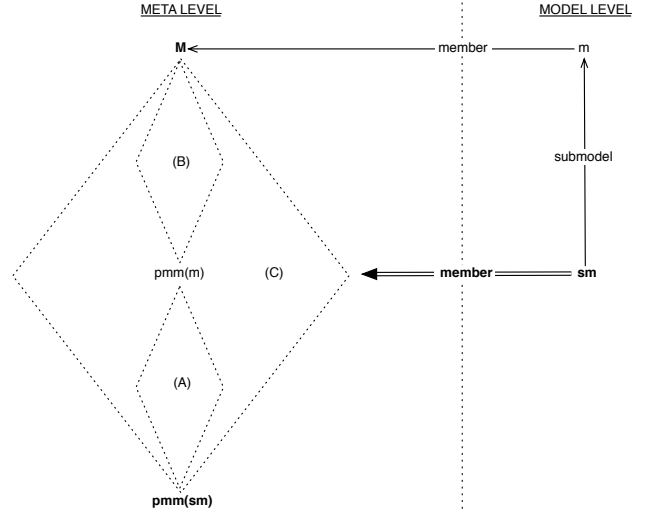 META LEVEL
MODEL LEVEL
M
member
m
(B)
submodel
pmm(m)
(C)
member
sm
(A)
pmm(sm)